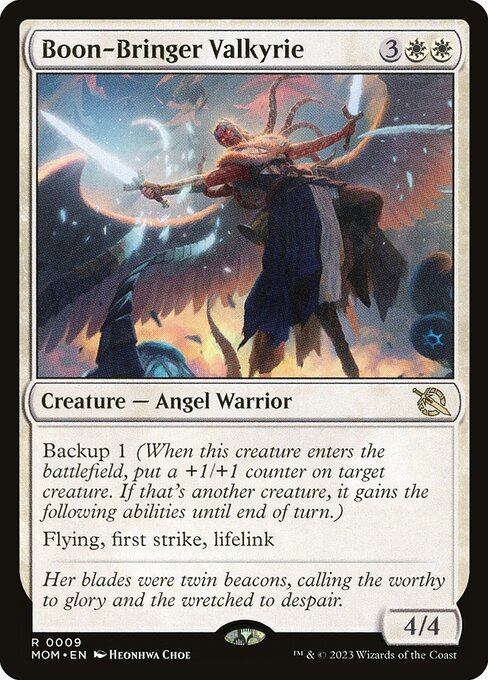 Boon-Bringer Valkyrie 3
Creature — Angel Warrior
Backup 1 (When this creature enters the
battlefield, put a +1/+1 counter on target
creature. If that's another creature, it gains the
following abilities until end of turn.)
Flying, first strike, lifelink
Her blades were twin beacons, calling the worthy
to glory and the wretched to despair.
4/4
R 0009
MOM • EN Heonhwa Choe ™ & © 2023 Wizards of the Coast